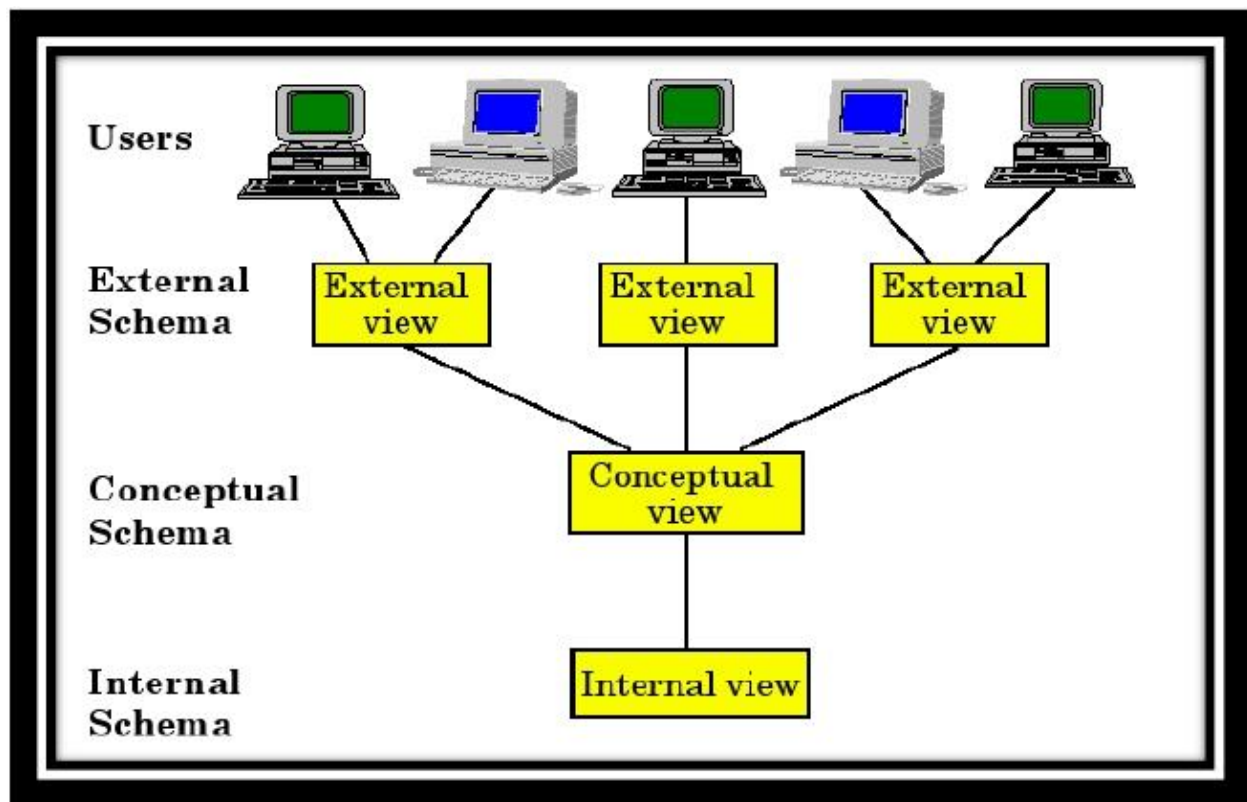 Users
External
Schema
External
view
External
view
External
view
Conceptual
Schema
Conceptual
view
Internal
Schema
Internal view